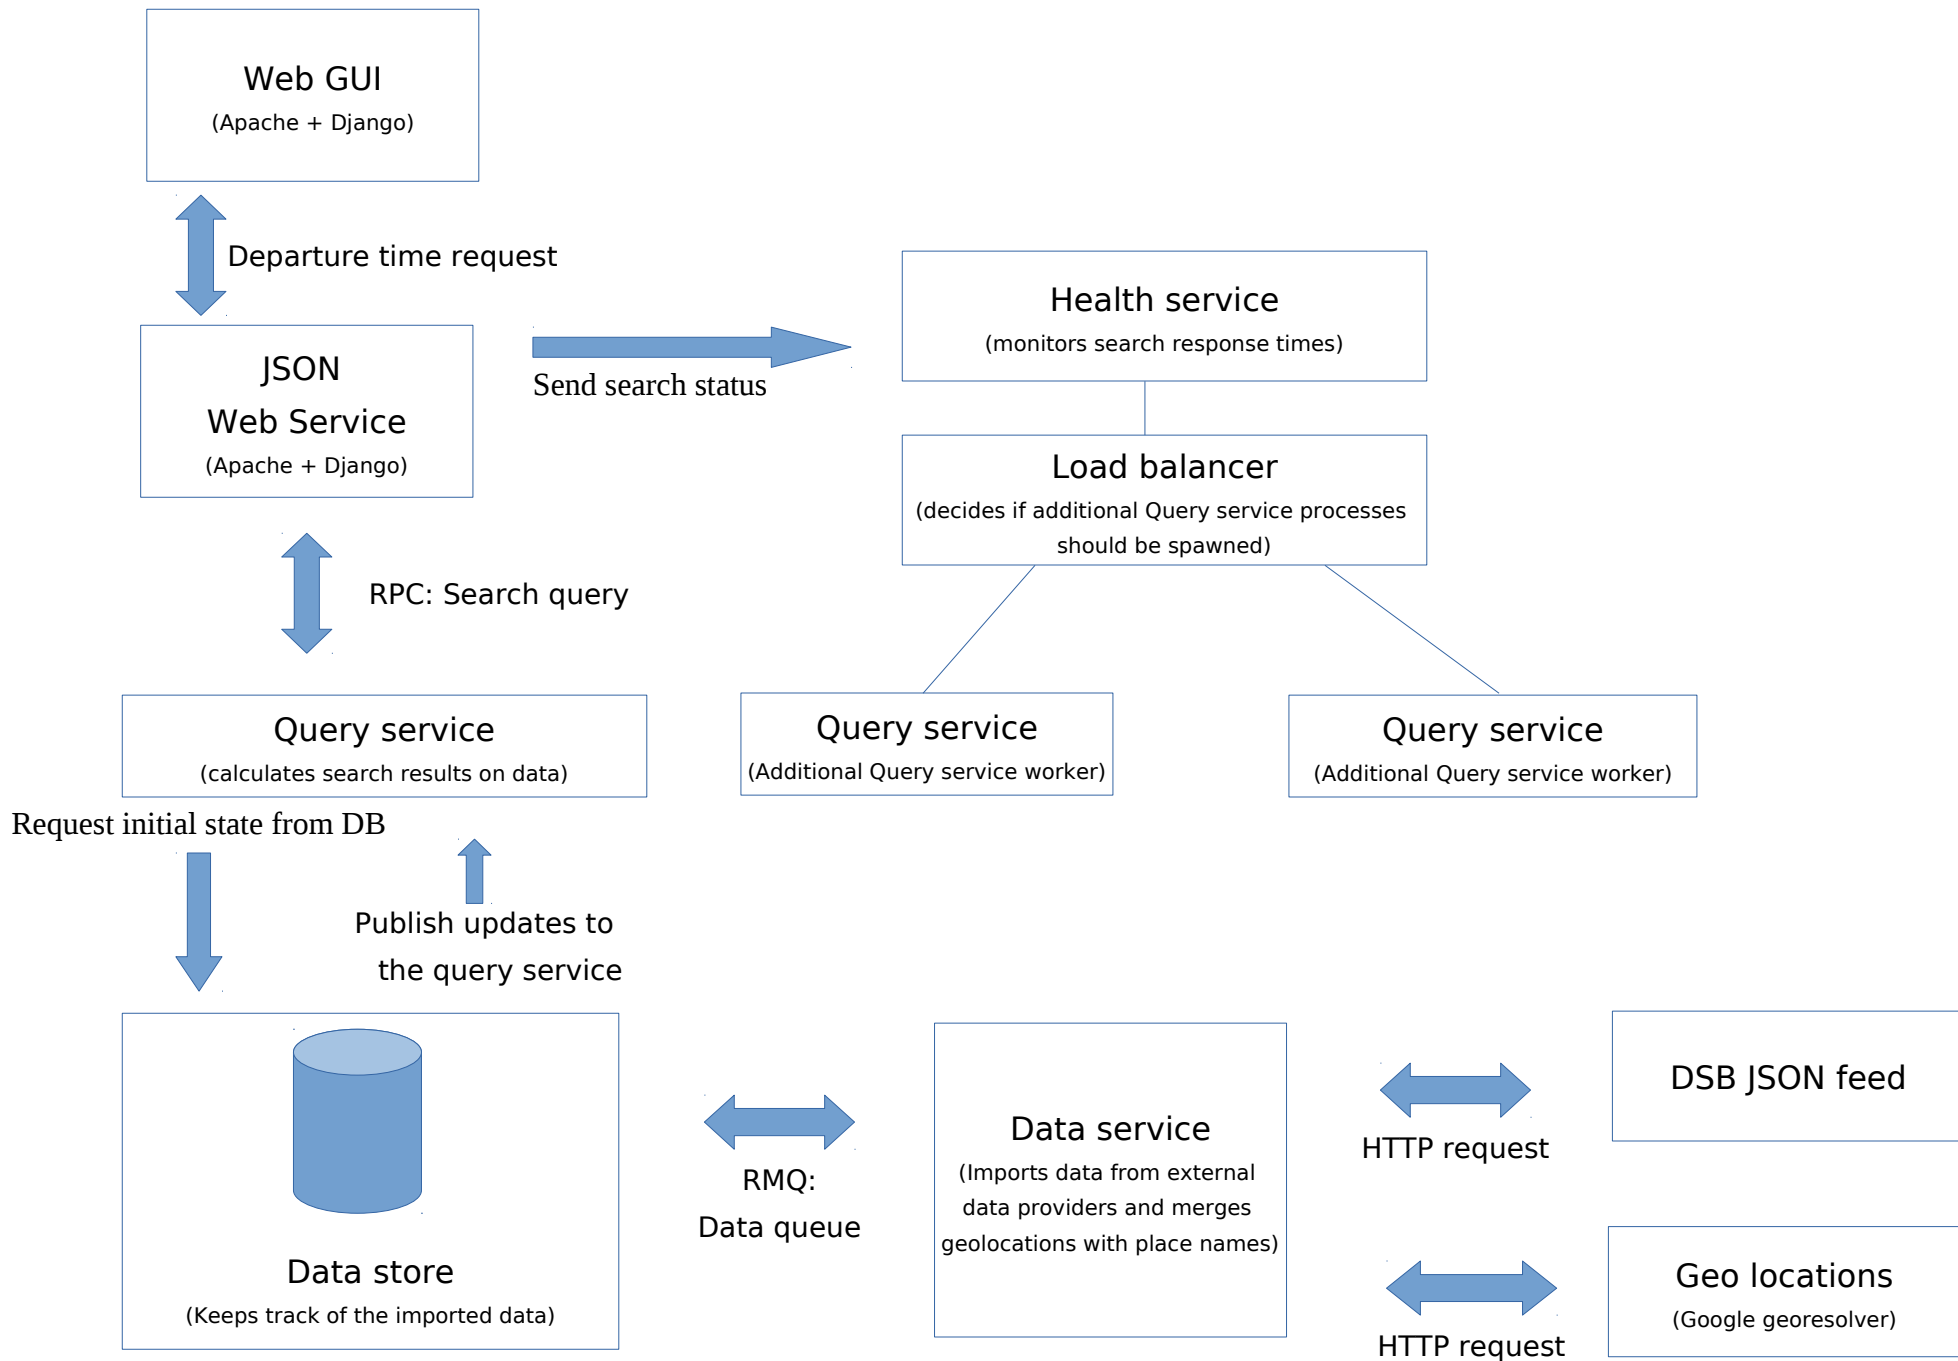 Web GUI
(Apache + Django)
Departure time request
JSON
Web Service
(Apache + Django)
Send search status
Health service
(monitors search response times)
Load balancer
(decides if additional Query service processes
should be spawned)
RPC: Search query
Query service
(calculates search results on data)
Query service
(Additional Query service worker)
Query service
(Additional Query service worker)
Request initial state from DB
Publish updates to
the query service
Data store
(Keeps track of the imported data)
RMQ:
Data queue
Data service
(Imports data from external
data providers and merges
geolocations with place names)
HTTP request
DSB JSON feed
HTTP request
Geo locations
(Google georesolver)